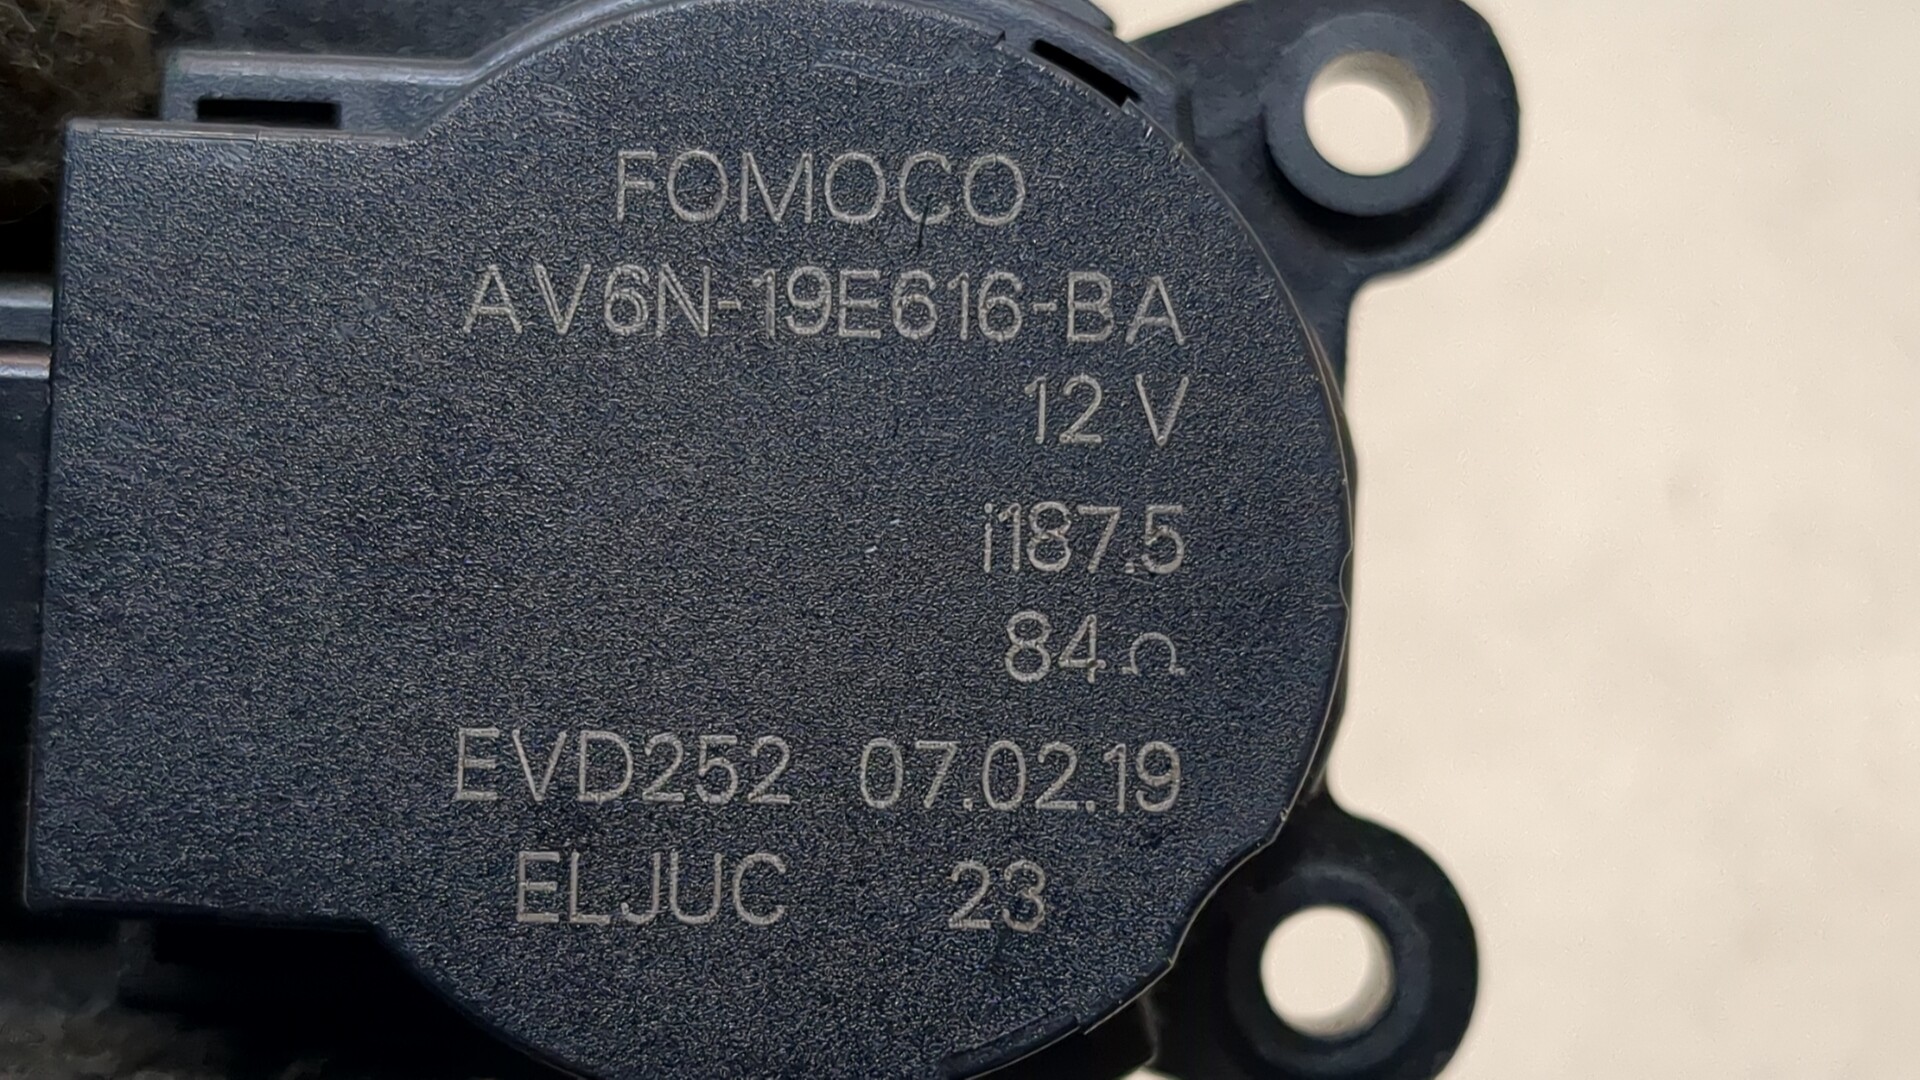 FOMOCO
AV6N-19E616-BA
12 V
i187.5
84Ω
EVD252 07.02.19
ELJUC 23